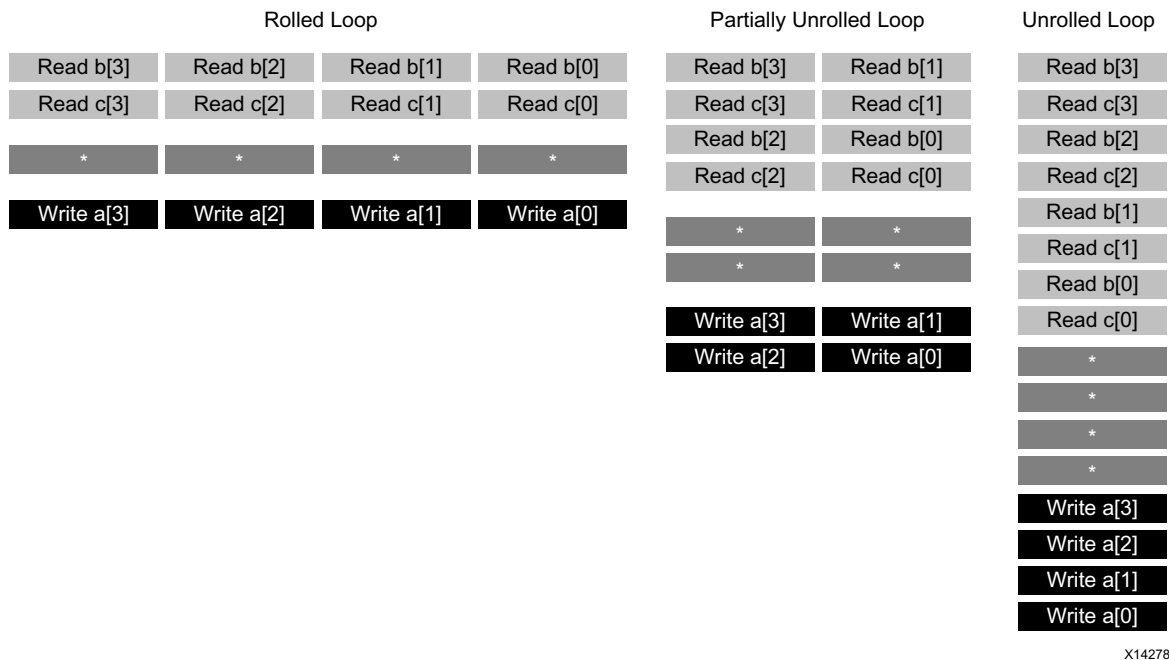 Rolled Loop Partially Unrolled Loop Unrolled Loop
Read b[3] Read b[2] Read b[1] Read b[0] Read b[3] Read b[1] Read b[3]
Read c[3] Read c[2] Read c[1] Read c[0] Read c[3] Read c[1] Read c[3]
Read b[2] Read b[0] Read b[2]
* * * *
Read c[2] Read c[0] Read c[2]
Write a[3] Write a[2] Write a[1] Write a[0] Read b[1]
* *
Read c[1]
* *
Read b[0]
Write a[3] Write a[1] Read c[0]
Write a[2] Write a[0] *
*
*
*
Write a[3]
Write a[2]
Write a[1]
Write a[0]
X14278